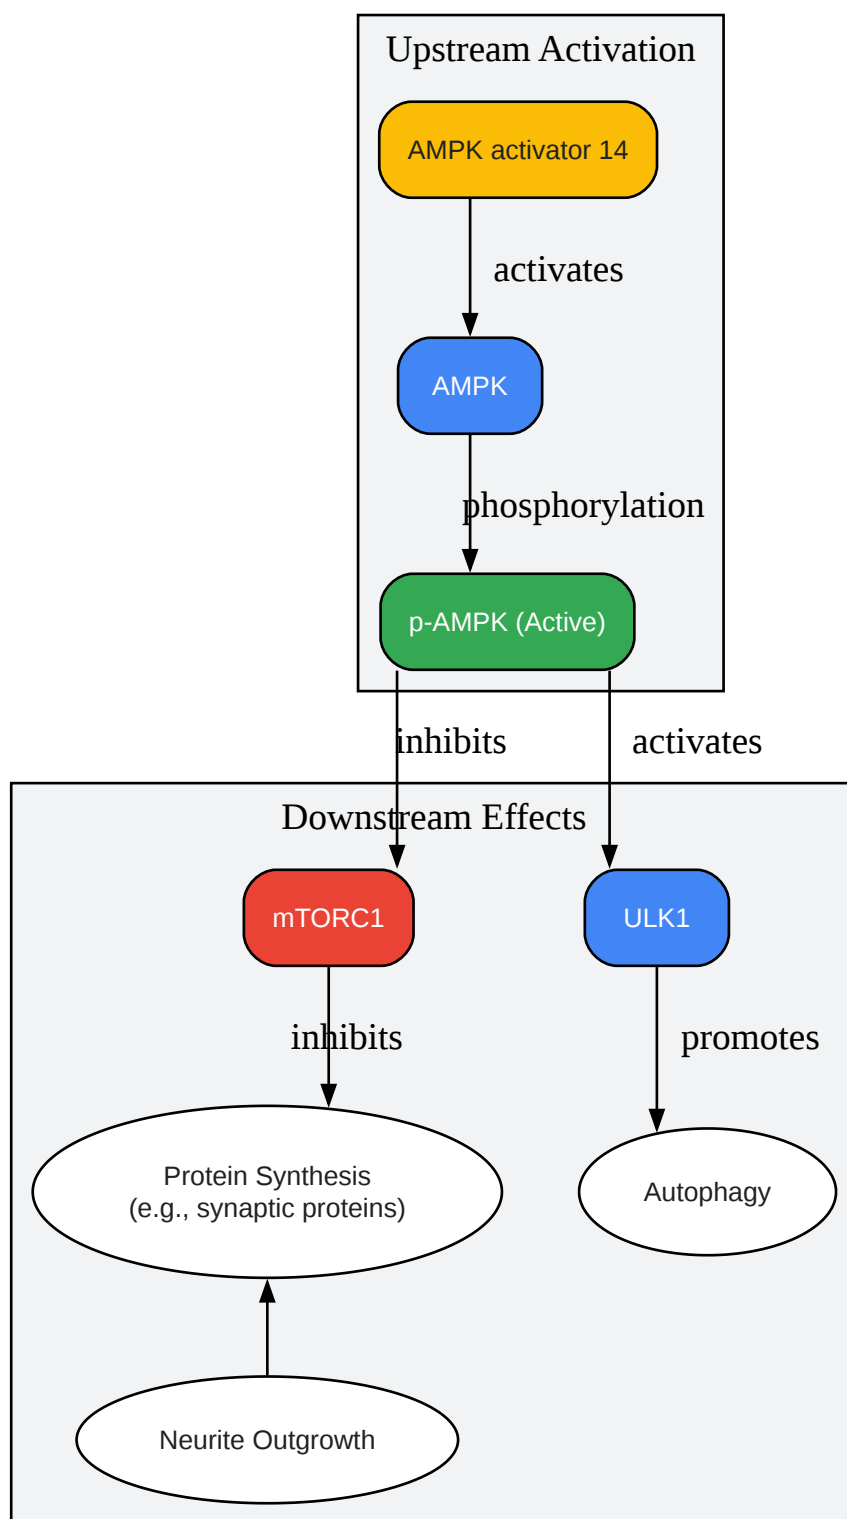 Upstream Activation
AMPK activator 14
activates
AMPK
phosphorylation
p-AMPK (Active)
inhibits
activates
Downstream Effects
mTORC1
ULK1
inhibits
promotes
Protein Synthesis
(e.g., synaptic proteins)
Autophagy
Neurite Outgrowth